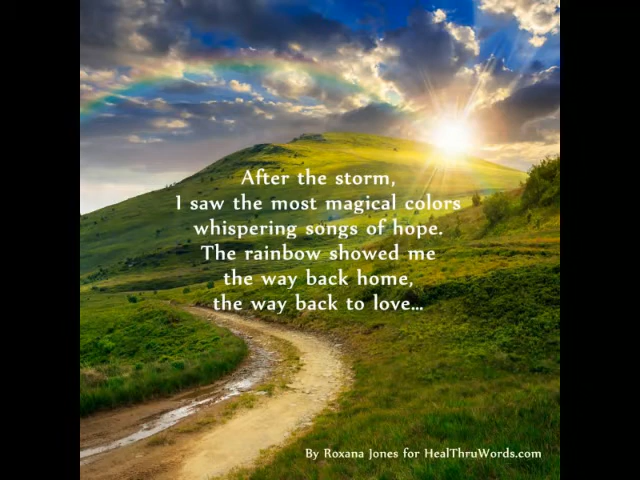 After the storm,
I saw the most magical colors
whispering songs of hope.
The rainbow showed me
the way back home,
the way back to love...
By Roxana Jones for HealThruWords.com